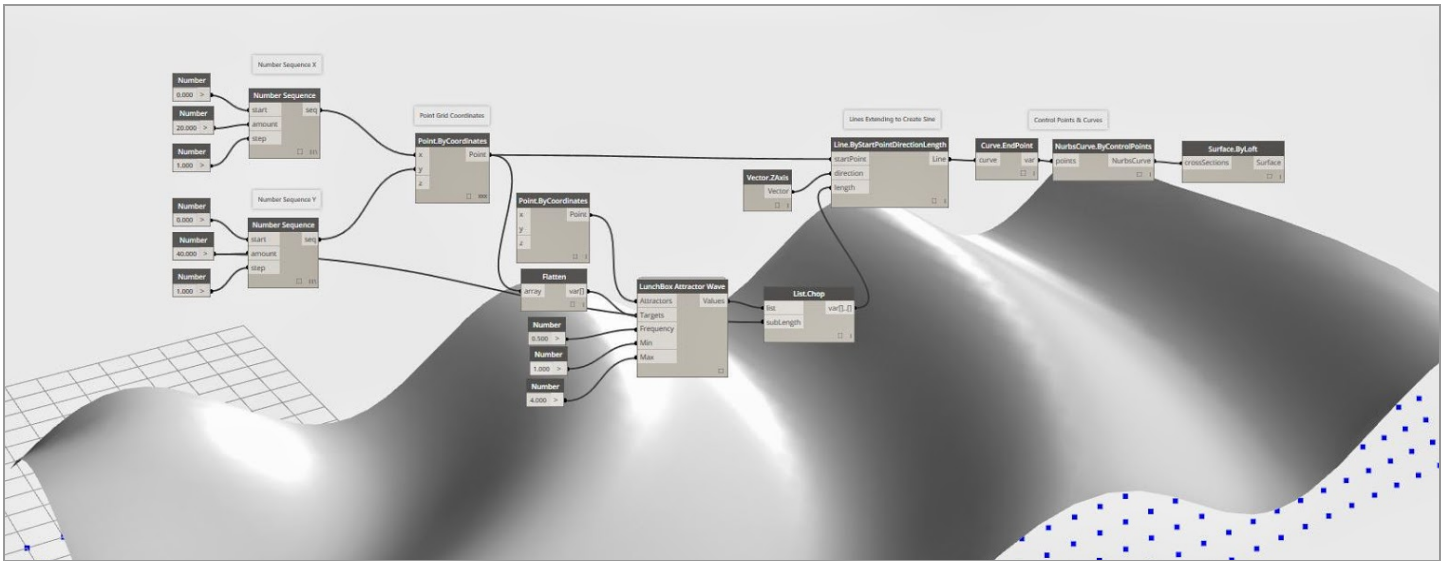 Number Sequence X
Number
0.000 >
Number
20.000 >
Number
1.000 >
Number Sequence
start seq
amount
step
Number Sequence Y
Number
0.000 >
Number
40.000 >
Number
1.000 >
Number Sequence
start seq
amount
step
Point Grid Coordinates
Point.ByCoordinates
x Point
y
z
Point.ByCoordinates
x Point
y
z
Flatten
array var[]
Number
0.500 >
Number
1.000 >
Number
4.000 >
LunchBox Attractor Wave
Attractors Values
Targets
Frequency
Min
Max
List.Chop
list var[]..[]
subLength
Vector.ZAxis
Vector
Lines Extending to Create Sine
Line.ByStartPointDirectionLength
startPoint Line
direction
length
Curve.EndPoint
curve var
Control Points & Curves
NurbsCurve.ByControlPoints
points NurbsCurve
Surface.ByLoft
crossSections Surface